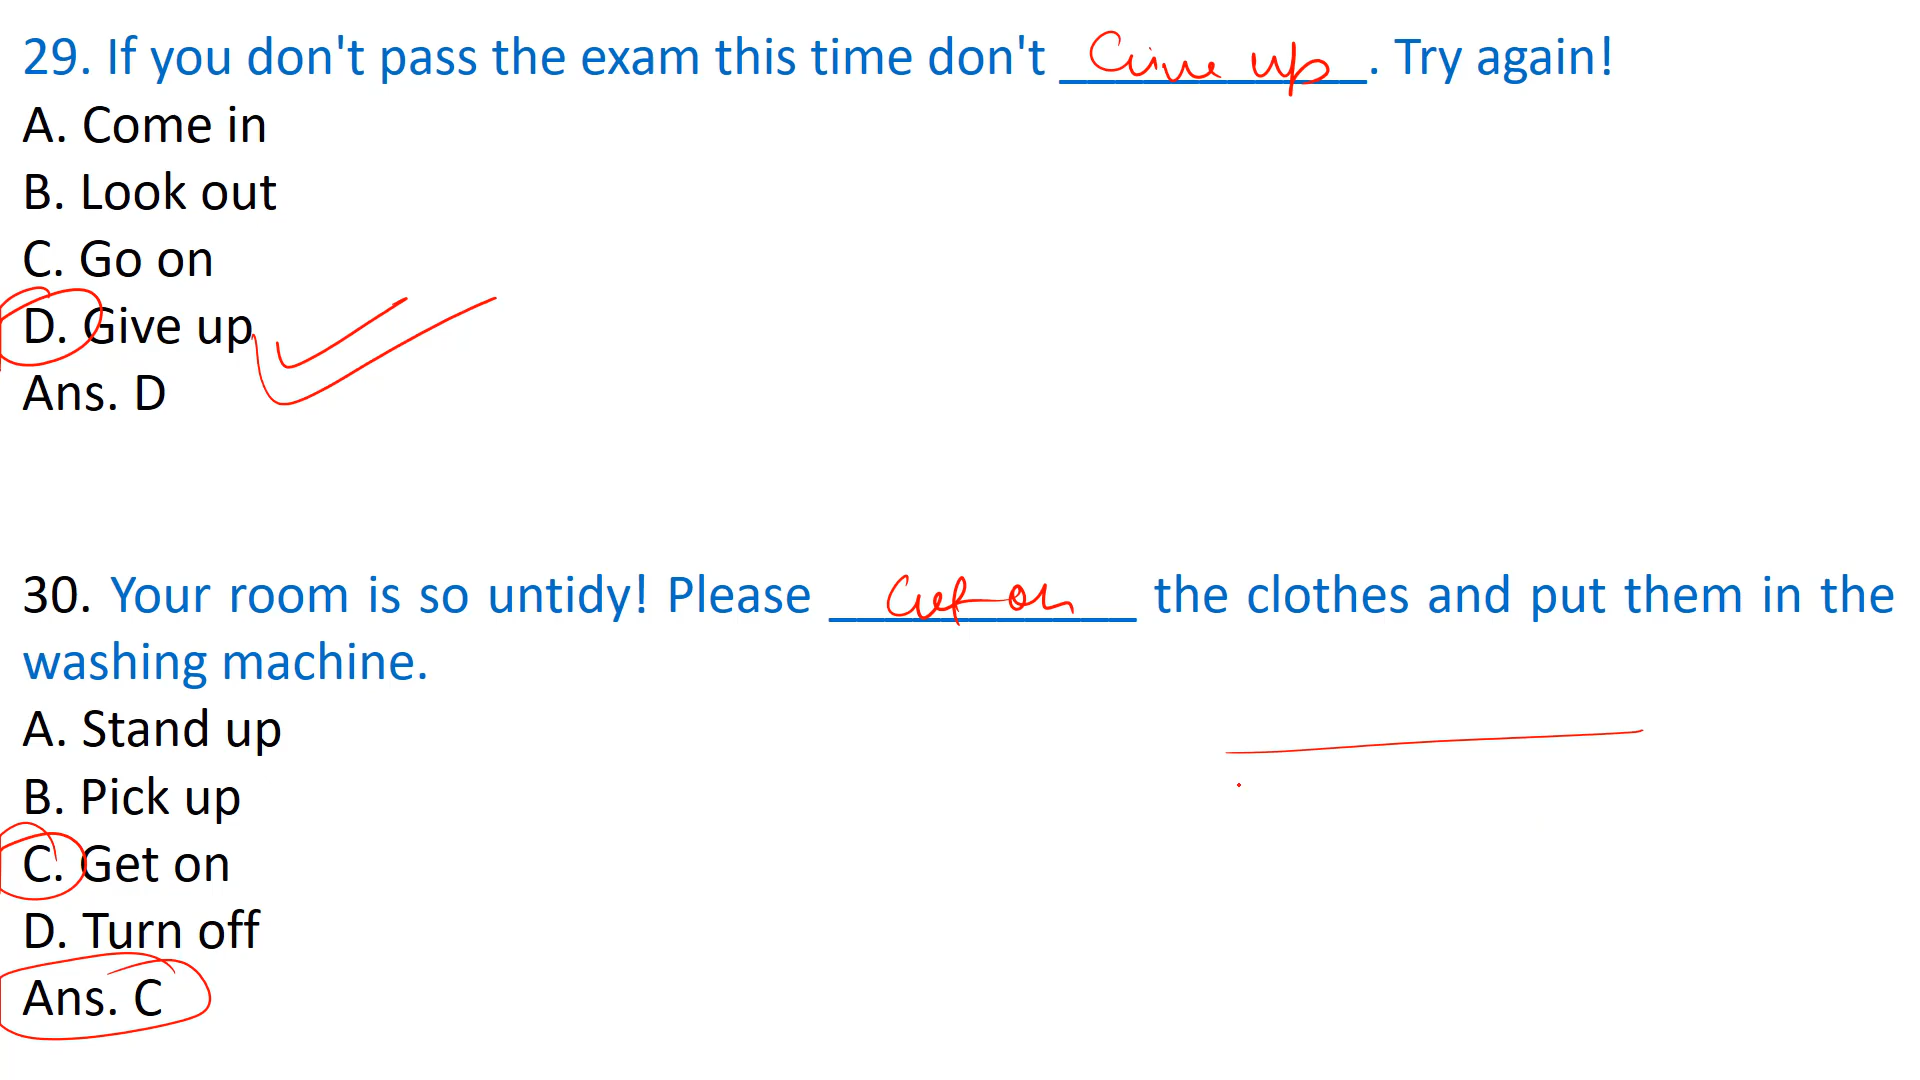 29. If you don't pass the exam this time don't Give up. Try again!
A. Come in
B. Look out
C. Go on
D. Give up
Ans. D
30. Your room is so untidy! Please Get on the clothes and put them in the
washing machine.
A. Stand up
B. Pick up
C. Get on
D. Turn off
Ans. C